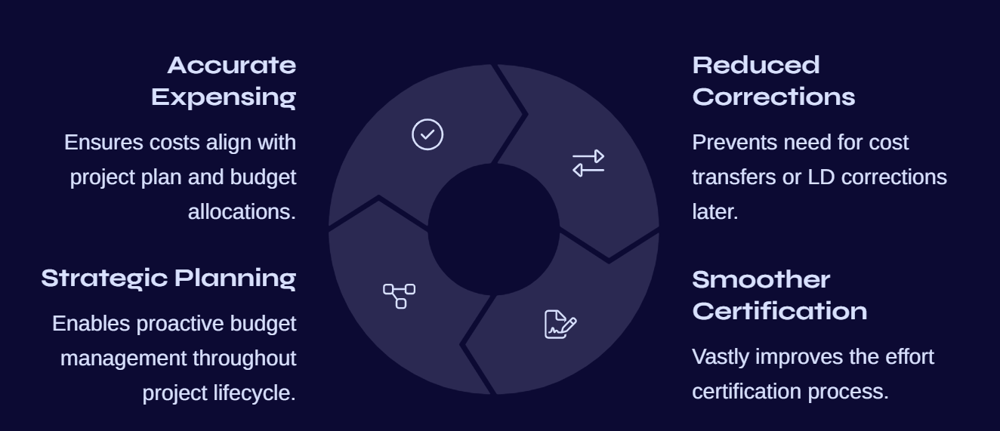 Accurate
Expensing
Ensures costs align with
project plan and budget
allocations.
Strategic Planning
Enables proactive budget
management throughout
project lifecycle.
Reduced
Corrections
Prevents need for cost
transfers or LD corrections
later.
Smoother
Certification
Vastly improves the effort
certification process.